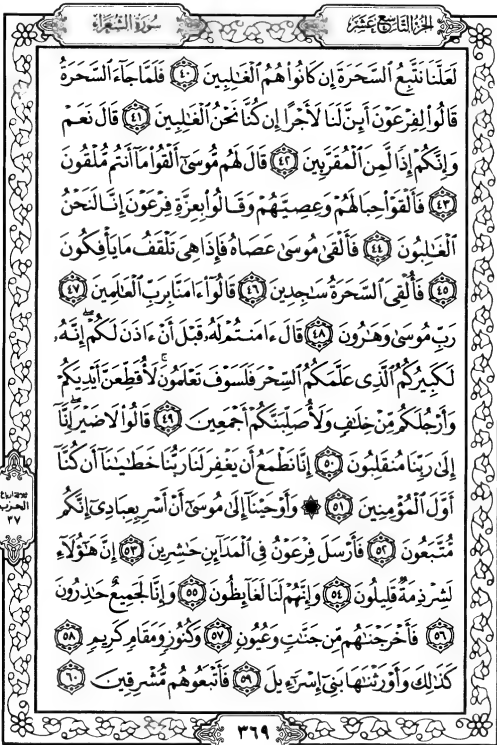 الجزء التاسع عشر
سورة الشعراء
لَعَلَّنَا نَتَّبِعُ ٱلسَّحَرَةَ إِن كَانُوا۟ هُمُ ٱلْغَـٰلِبِينَ ٤٠ فَلَمَّا جَآءَ ٱلسَّحَرَةُ
قَالُوا۟ لِفِرْعَوْنَ أَئِنَّ لَنَا لَأَجْرًا إِن كُنَّا نَحْنُ ٱلْغَـٰلِبِينَ ٤١ قَالَ نَعَمْ
وَإِنَّكُمْ إِذًا لَّمِنَ ٱلْمُقَرَّبِينَ ٤٢ قَالَ لَهُم مُّوسَىٰٓ أَلْقُوا۟ مَآ أَنتُم مُّلْقُونَ
٤٣ فَأَلْقَوْا۟ حِبَالَهُمْ وَعِصِيَّهُمْ وَقَالُوا۟ بِعِزَّةِ فِرْعَوْنَ إِنَّا لَنَحْنُ
ٱلْغَـٰلِبُونَ ٤٤ فَأَلْقَىٰ مُوسَىٰ عَصَاهُ فَإِذَا هِىَ تَلْقَفُ مَا يَأْفِكُونَ
٤٥ فَأُلْقِىَ ٱلسَّحَرَةُ سَـٰجِدِينَ ٤٦ قَالُوٓا۟ ءَامَنَّا بِرَبِّ ٱلْعَـٰلَمِينَ ٤٧
رَبِّ مُوسَىٰ وَهَـٰرُونَ ٤٨ قَالَ ءَامَنتُمْ لَهُۥ قَبْلَ أَنْ ءَاذَنَ لَكُمْ ۖ إِنَّهُۥ
لَكَبِيرُكُمُ ٱلَّذِى عَلَّمَكُمُ ٱلسِّحْرَ فَلَسَوْفَ تَعْلَمُونَ ۚ لَأُقَطِّعَنَّ أَيْدِيَكُمْ
وَأَرْجُلَكُم مِّنْ خِلَـٰفٍ وَلَأُصَلِّبَنَّكُمْ أَجْمَعِينَ ٤٩ قَالُوا۟ لَا ضَيْرَ ۖ إِنَّآ
إِلَىٰ رَبِّنَا مُنقَلِبُونَ ٥٠ إِنَّا نَطْمَعُ أَن يَغْفِرَ لَنَا رَبُّنَا خَطَـٰيَـٰنَآ أَن كُنَّآ
أَوَّلَ ٱلْمُؤْمِنِينَ ٥١ ۞ وَأَوْحَيْنَآ إِلَىٰ مُوسَىٰٓ أَنْ أَسْرِ بِعِبَادِىٓ إِنَّكُم
مُّتَّبَعُونَ ٥٢ فَأَرْسَلَ فِرْعَوْنُ فِى ٱلْمَدَآئِنِ حَـٰشِرِينَ ٥٣ إِنَّ هَـٰٓؤُلَآءِ
لَشِرْذِمَةٌ قَلِيلُونَ ٥٤ وَإِنَّهُمْ لَنَا لَغَآئِظُونَ ٥٥ وَإِنَّا لَجَمِيعٌ حَـٰذِرُونَ
٥٦ فَأَخْرَجْنَـٰهُم مِّن جَنَّـٰتٍ وَعُيُونٍ ٥٧ وَكُنُوزٍ وَمَقَامٍ كَرِيمٍ ٥٨
كَذَٰلِكَ وَأَوْرَثْنَـٰهَا بَنِىٓ إِسْرَٰٓءِيلَ ٥٩ فَأَتْبَعُوهُم مُّشْرِقِينَ ٦٠
ثلاثة أرباع
الحزب
٣٧
٣٦٩